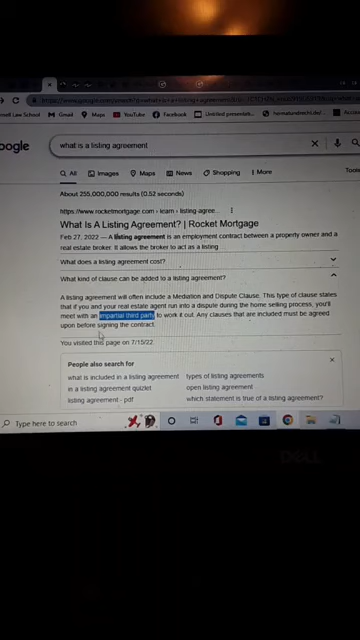 Gmail Maps YouTube Facebook Untitled presentati...
what is a listing agreement
All Images Maps News Shopping More Tools
About 255,000,000 results (0.52 seconds)
https://www.rocketmortgage.com › learn › listing-agree...
What Is A Listing Agreement? | Rocket Mortgage
Feb 27, 2022 — A listing agreement is an employment contract between a property owner and a
real estate broker. It allows the broker to act as a listing ...
What does a listing agreement cost?
What kind of clause can be added to a listing agreement?
A listing agreement will often include a Mediation and Dispute Clause. This type of clause states
that if you and your real estate agent run into a dispute during the home selling process, you'll
meet with an impartial third party to work it out. Any clauses that are included must be agreed
upon before signing the contract.
You visited this page on 7/15/22.
People also search for
what is included in a listing agreement types of listing agreements
in a listing agreement quizlet open listing agreement
listing agreement - pdf which statement is true of a listing agreement?
Type here to search
DELL